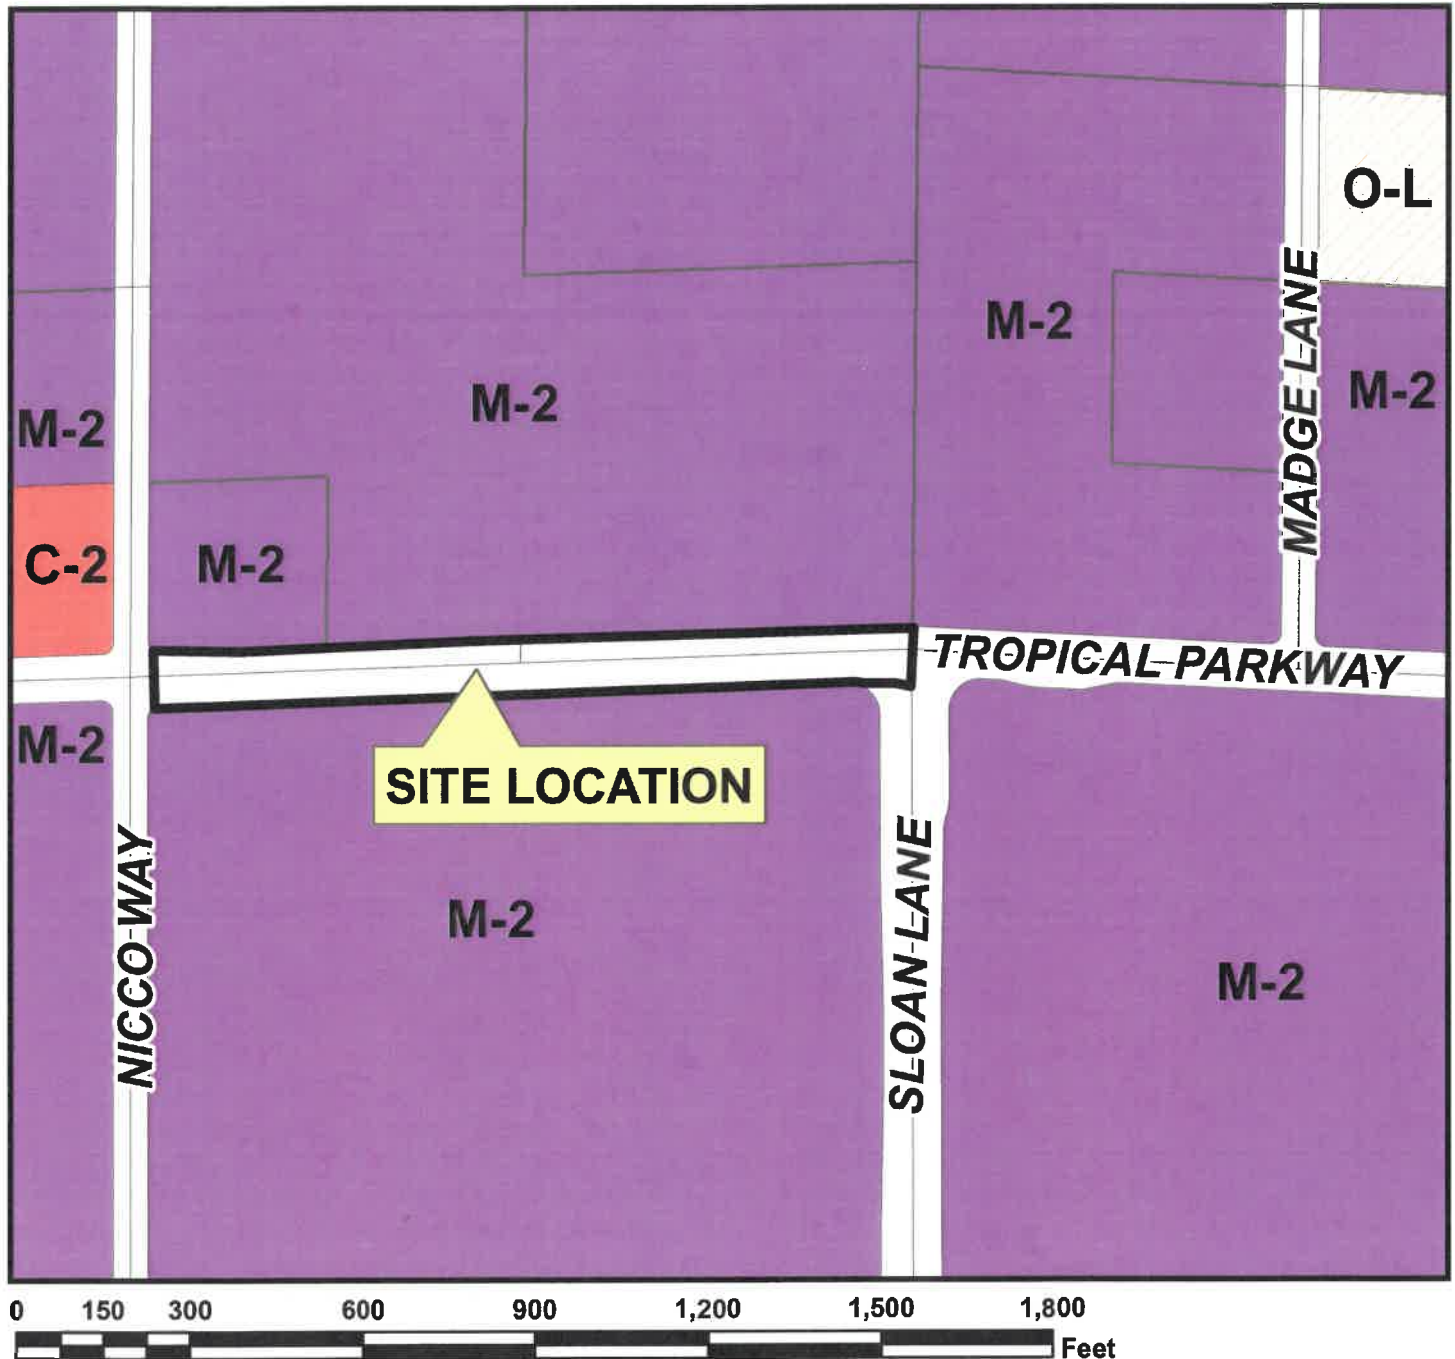 O-L
M-2
MADGE LANE
M-2
M-2
M-2
C-2
M-2
TROPICAL PARKWAY
M-2
SITE LOCATION
NICCO WAY
SLOAN LANE
M-2
M-2
0 150 300 600 900 1,200 1,500 1,800
Feet